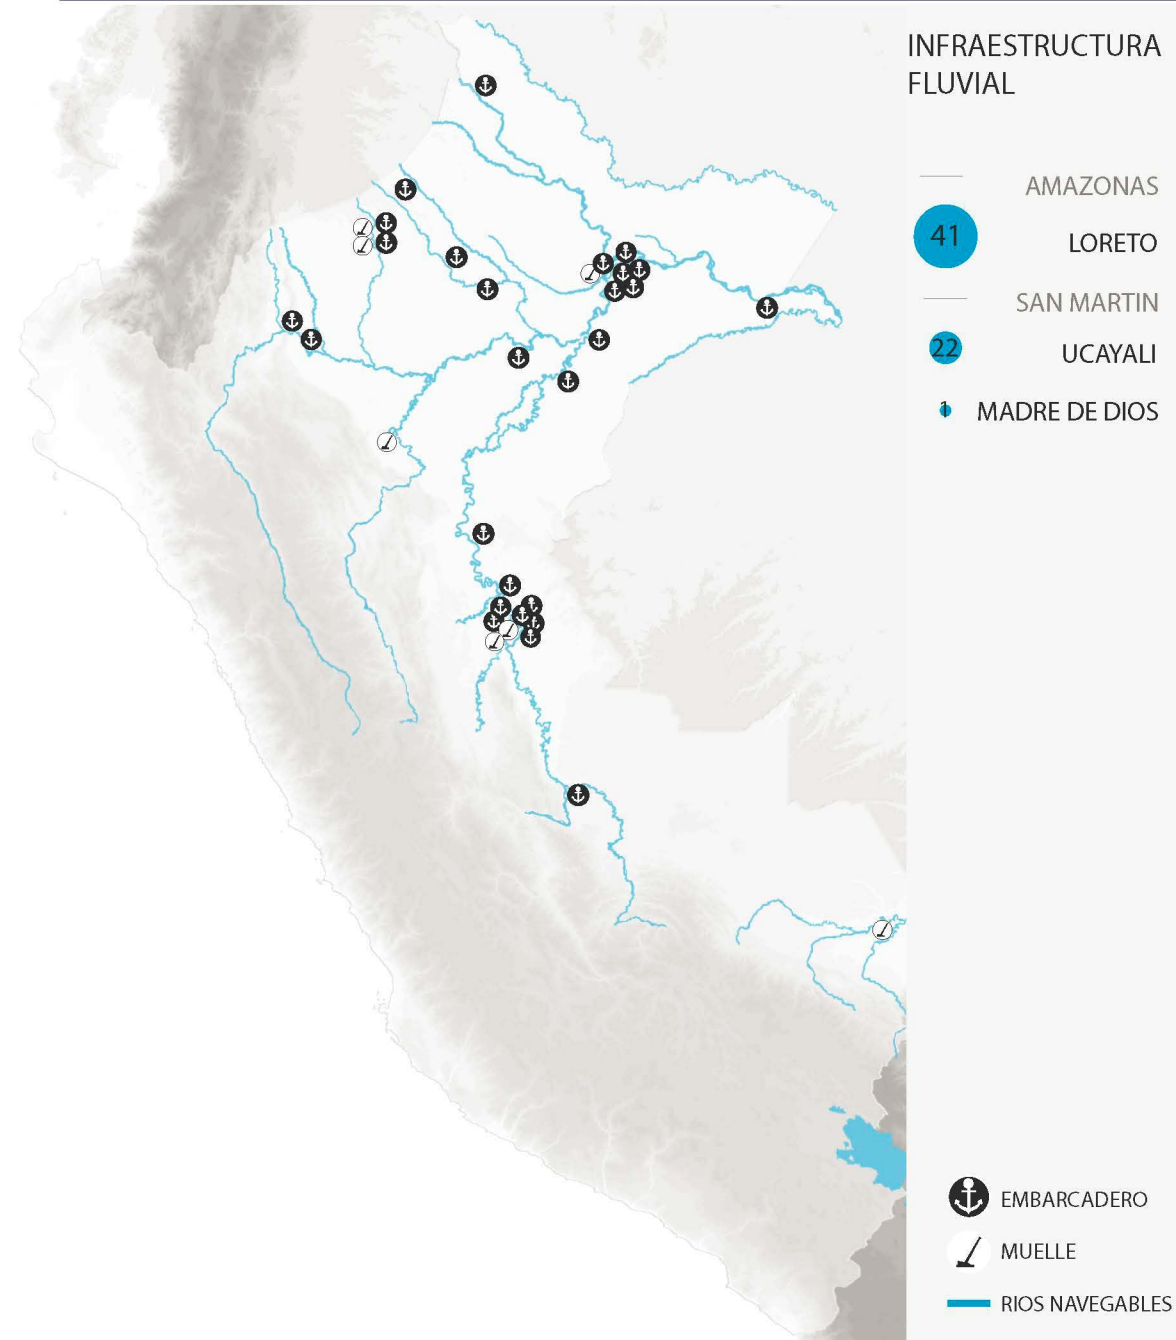 INFRAESTRUCTURA
FLUVIAL
AMAZONAS
41 LORETO
SAN MARTIN
22 UCAYALI
1 MADRE DE DIOS
EMBARCADERO
MUELLE
RIOS NAVEGABLES